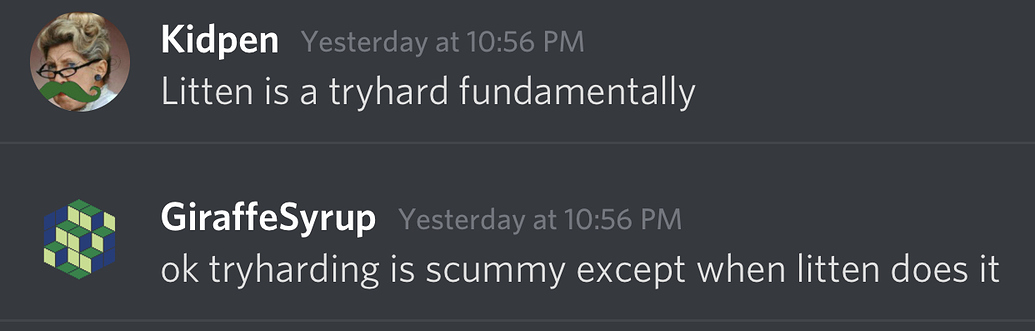 Kidpen Yesterday at 10:56 PM
Litten is a tryhard fundamentally
GiraffeSyrup Yesterday at 10:56 PM
ok tryharding is scummy except when litten does it